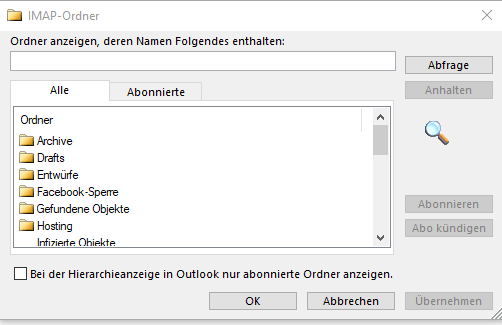 IMAP-Ordner
Ordner anzeigen, deren Namen Folgendes enthalten:
Abfrage
Anhalten
Alle
Abonnierte
Ordner
Archive
Drafts
Entwürfe
Facebook-Sperre
Gefundene Objekte
Hosting
Infizierte Objekte
Abonnieren
Abo kündigen
Bei der Hierarchieanzeige in Outlook nur abonnierte Ordner anzeigen.
OK
Abbrechen
Übernehmen